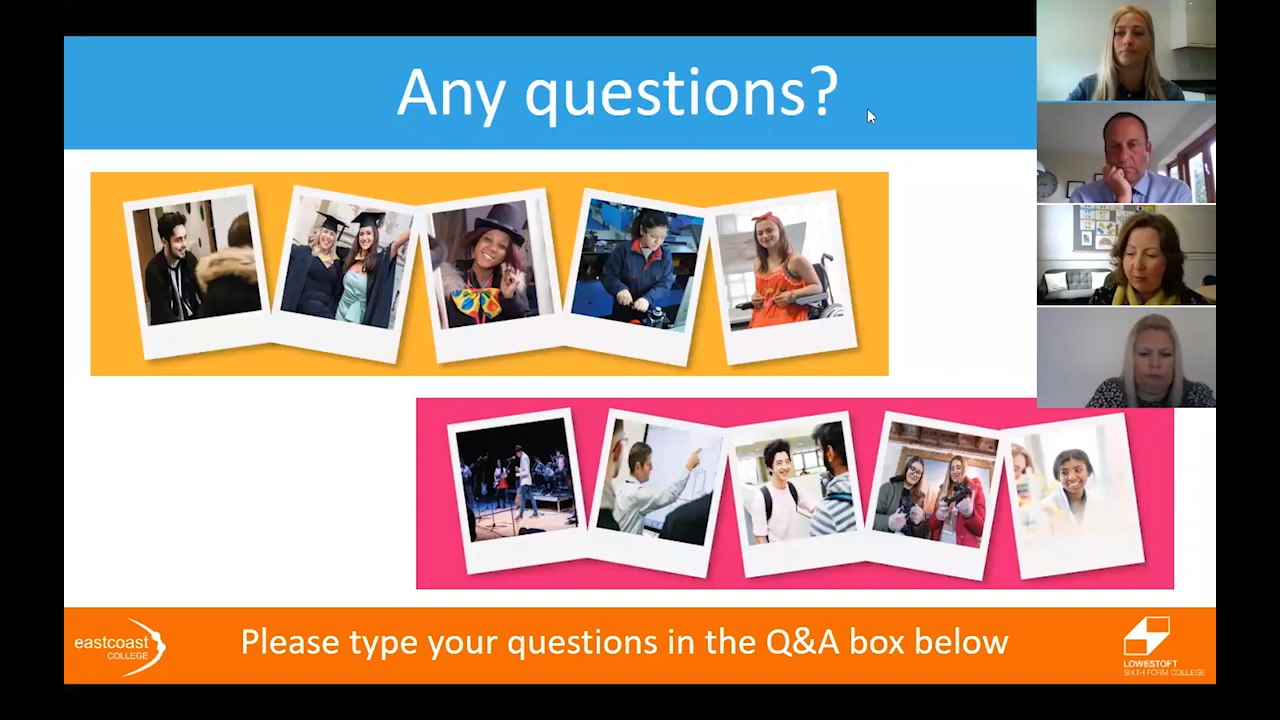 Any questions?
eastcoast
COLLEGE
Please type your questions in the Q&A box below
LOWESTOFT
SIXTH FORM COLLEGE